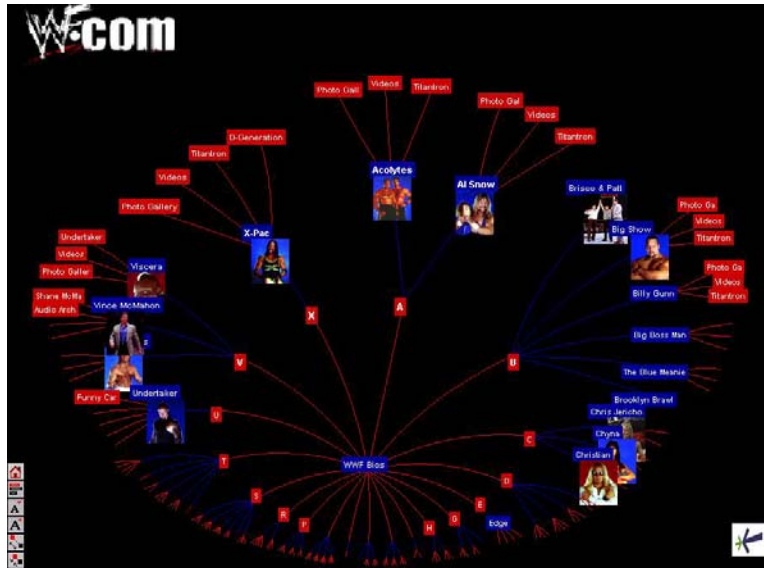 WF.com
Photo Gall
Videos
Titantron
Photo Gal
Videos
Titantron
D-Generation
Titantron
Videos
Photo Gallery
X-Pac
Acolytes
Al Snow
Brisco & Patt
Big Show
Photo Ga
Videos
Titantron
Undertaker
Videos
Photo Galler
Viscera
Shane McMa
Audio Arch
Vince McMahon
s
Billy Gunn
Photo Ga
Videos
Titantron
Big Boss Man
The Blue Meanie
Brooklyn Brawl
Chris Jericho
Chyna
Christian
Funny Car
Undertaker
X
A
V
B
U
C
T
WWF Bios
D
S
R
P
H
G
E
Edge
A
A